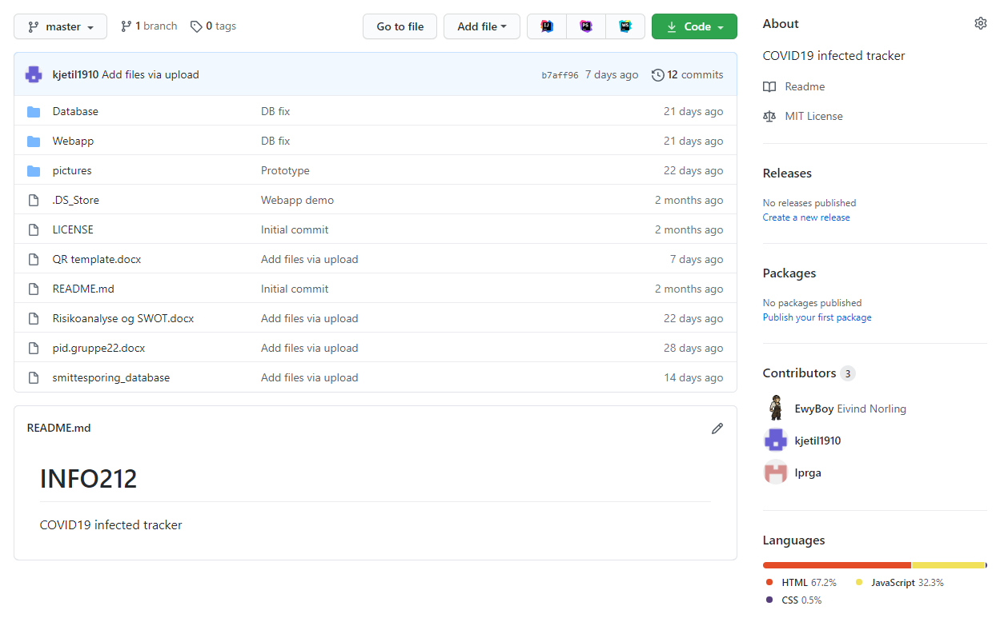 master 1 branch 0 tags Go to file Add file IJ PS WS Code
kjetil1910 Add files via upload b7aff96 7 days ago 12 commits
Database DB fix 21 days ago
Webapp DB fix 21 days ago
pictures Prototype 22 days ago
.DS_Store Webapp demo 2 months ago
LICENSE Initial commit 2 months ago
QR template.docx Add files via upload 7 days ago
README.md Initial commit 2 months ago
Risikoanalyse og SWOT.docx Add files via upload 22 days ago
pid.gruppe22.docx Add files via upload 28 days ago
smittesporing_database Add files via upload 14 days ago
README.md
INFO212
COVID19 infected tracker
About
COVID19 infected tracker
Readme
MIT License
Releases
No releases published
Create a new release
Packages
No packages published
Publish your first package
Contributors 3
EwyBoy Eivind Norling
kjetil1910
lprga
Languages
HTML 67.2% JavaScript 32.3%
CSS 0.5%